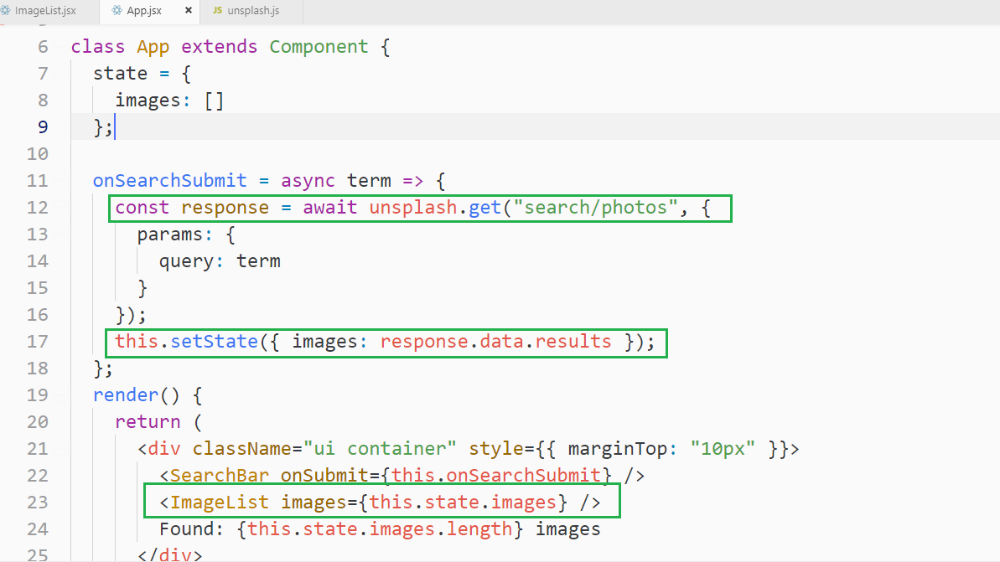 ImageList.jsx App.jsx × JS unsplash.js
6 class App extends Component {
7 state = {
8 images: []
9 };
10
11 onSearchSubmit = async term => {
12 const response = await unsplash.get("search/photos", {
13 params: {
14 query: term
15 }
16 });
17 this.setState({ images: response.data.results });
18 };
19 render() {
20 return (
21 <div className="ui container" style={{ marginTop: "10px" }}>
22 <SearchBar onSubmit={this.onSearchSubmit} />
23 <ImageList images={this.state.images} />
24 Found: {this.state.images.length} images
25 </div>